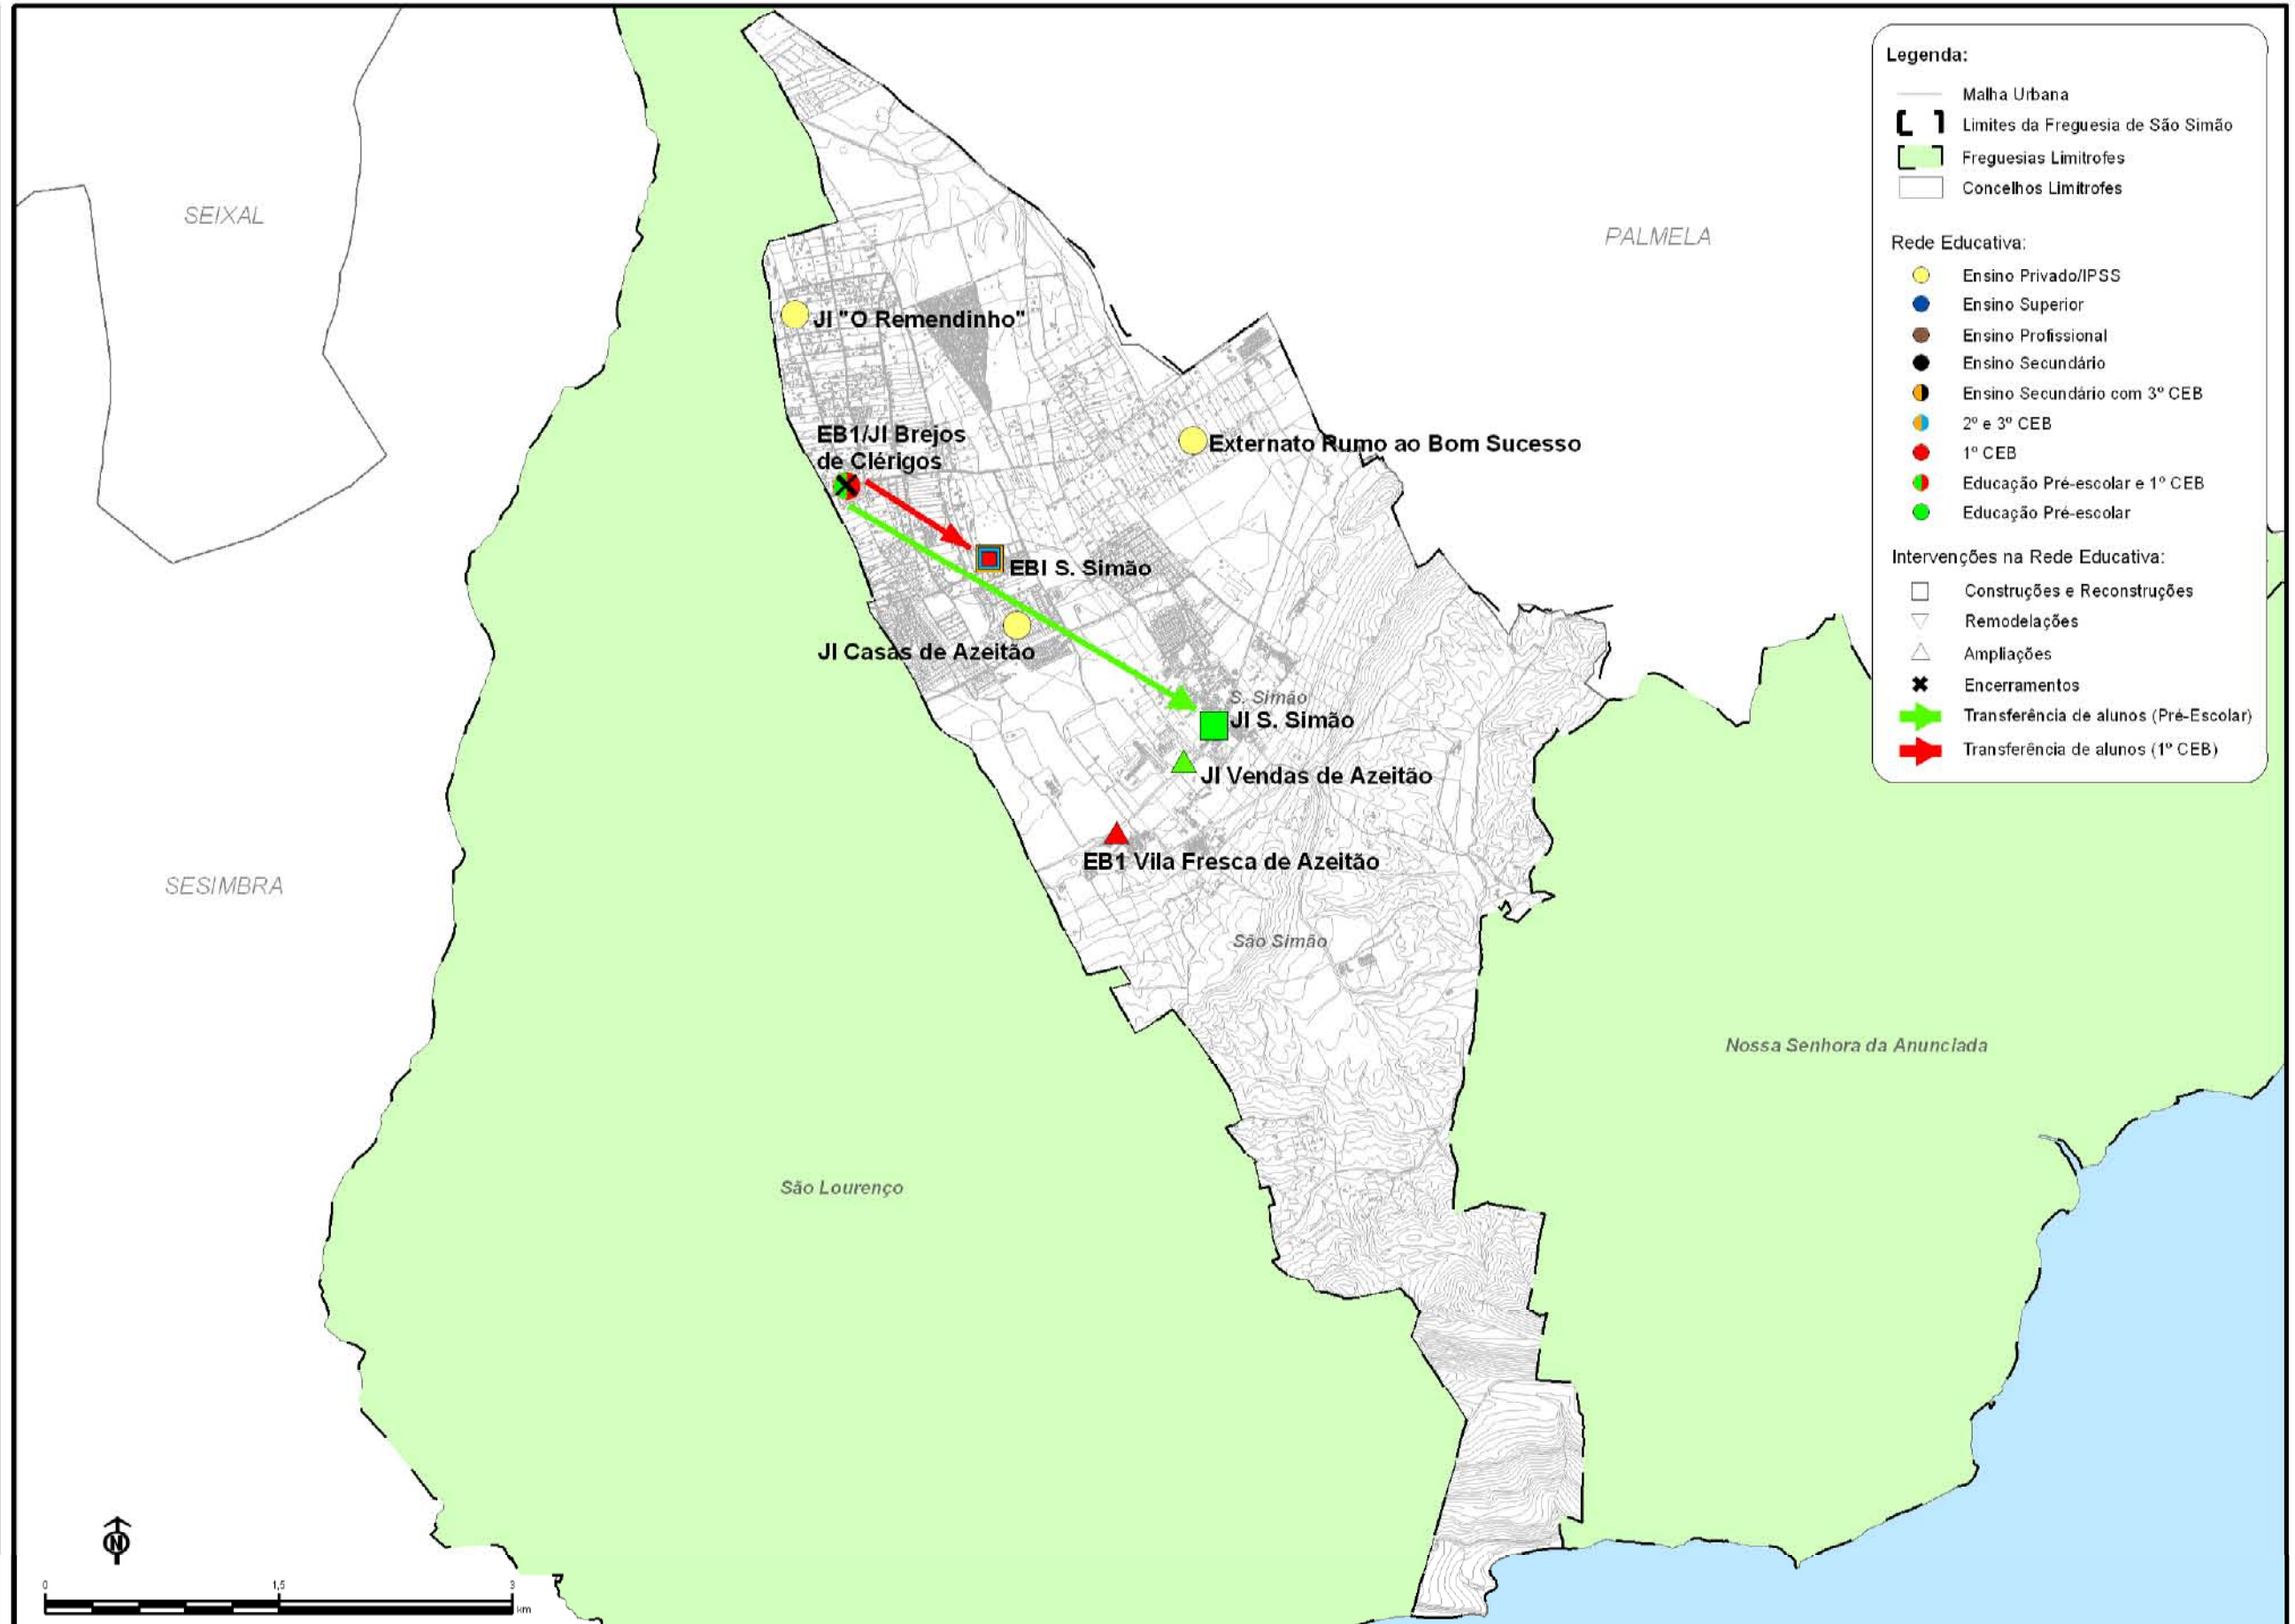 SEIXAL
PALMELA
JI "O Remendinho"
EB1/JI Brejos
de Clérigos
Externato Rumo ao Bom Sucesso
EBI S. Simão
JI Casas de Azeitão
S. Simão
JI S. Simão
JI Vendas de Azeitão
EB1 Vila Fresca de Azeitão
SESIMBRA
São Simão
Nossa Senhora da Anunciada
São Lourenço
N
0 1,5 3
km
Legenda:
Malha Urbana
Limites da Freguesia de São Simão
Freguesias Limitrofes
Concelhos Limítrofes
Rede Educativa:
Ensino Privado/IPSS
Ensino Superior
Ensino Profissional
Ensino Secundário
Ensino Secundário com 3º CEB
2º e 3º CEB
1º CEB
Educação Pré-escolar e 1º CEB
Educação Pré-escolar
Intervenções na Rede Educativa:
Construções e Reconstruções
Remodelações
Ampliações
Encerramentos
Transferência de alunos (Pré-Escolar)
Transferência de alunos (1º CEB)